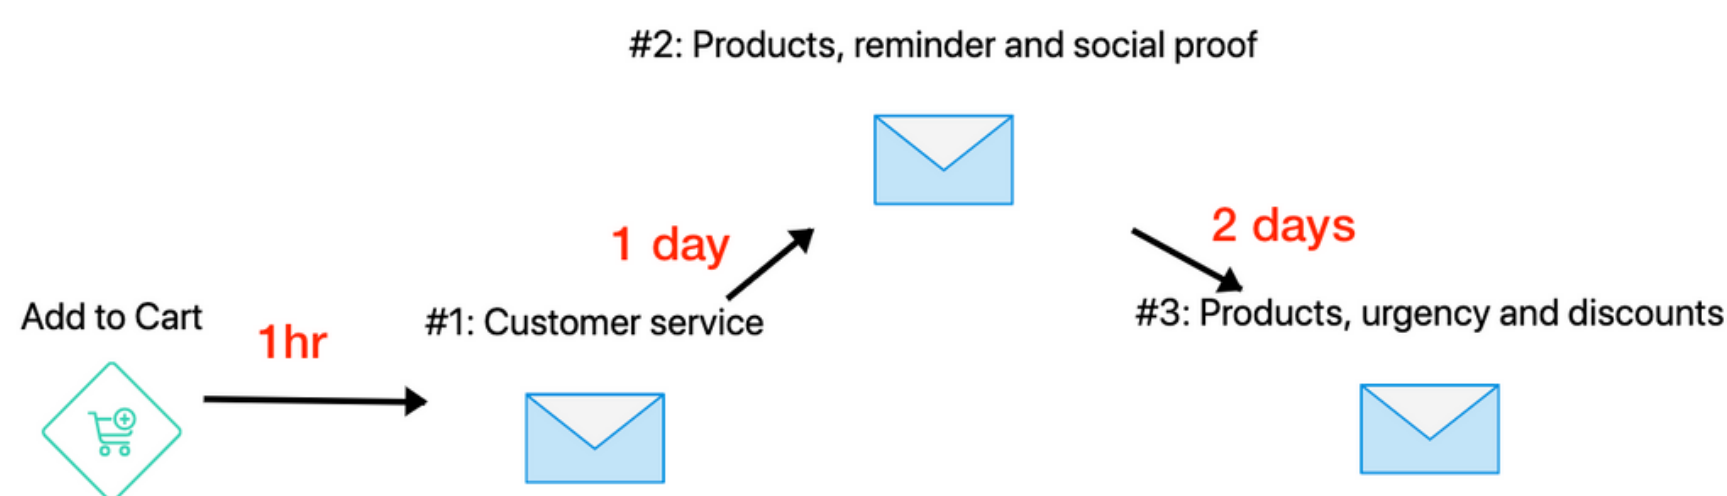 #2: Products, reminder and social proof
1 day
2 days
Add to Cart
1hr
#1: Customer service
#3: Products, urgency and discounts